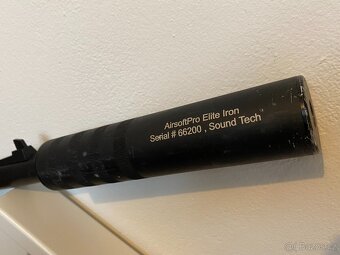 AirsoftPro Elite Iron
Serial # 66200 , Sound Tech